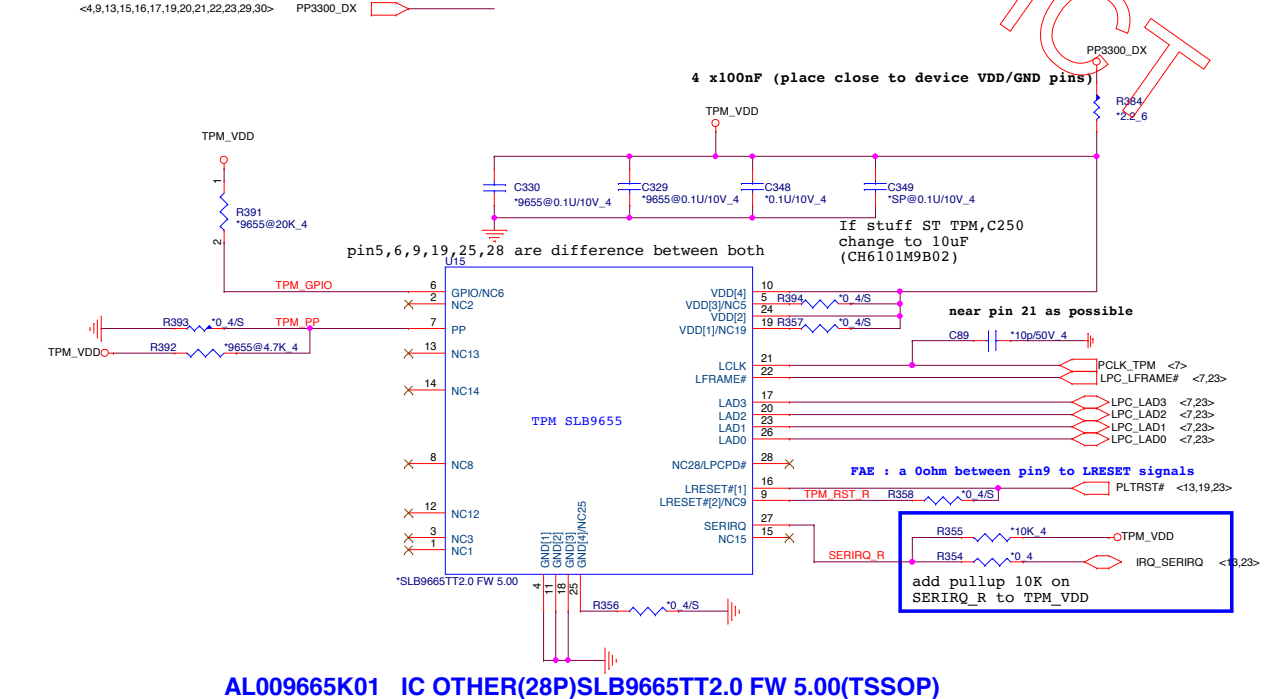 <4,9,13,15,16,17,19,20,21,22,23,29,30> PP3300_DX
ICT
PP3300_DX
4 x100nF (place close to device VDD/GND pins)
R384
*2.2_6
TPM_VDD
TPM_VDD
1
R391
*9655@20K_4
2
C330
*9655@0.1U/10V_4
C329
*9655@0.1U/10V_4
C348
*0.1U/10V_4
C349
*SP@0.1U/10V_4
If stuff ST TPM,C250
change to 10uF
(CH6101M9B02)
pin5,6,9,19,25,28 are difference between both
U15
TPM_GPIO 6 GPIO/NC6
2 NC2
R393 *0_4/S TPM_PP 7 PP
TPM_VDD R392 *9655@4.7K_4
13 NC13
14 NC14
8 NC8
12 NC12
3 NC3
1 NC1
TPM SLB9655
VDD[4] 10
VDD[3]/NC5 5 R394 *0_4/S
VDD[2] 24
VDD[1]/NC19 19 R357 *0_4/S
near pin 21 as possible
C89 *10p/50V_4
LCLK 21 PCLK_TPM <7>
LFRAME# 22 LPC_LFRAME# <7,23>
LAD3 17 LPC_LAD3 <7,23>
LAD2 20 LPC_LAD2 <7,23>
LAD1 23 LPC_LAD1 <7,23>
LAD0 26 LPC_LAD0 <7,23>
NC28/LPCPD# 28
FAE : a 0ohm between pin9 to LRESET signals
LRESET#[1] 16 PLTRST# <13,19,23>
LRESET#[2]/NC9 9 TPM_RST_R R358 *0_4/S
SERIRQ 27
NC15 15
SERIRQ_R
R355 *10K_4 TPM_VDD
R354 *0_4 IRQ_SERIRQ <13,23>
add pullup 10K on
SERIRQ_R to TPM_VDD
GND[1]
GND[2]
GND[3]
GND[4]/NC25
*SLB9665TT2.0 FW 5.00
4
11
18
25
R356 *0_4/S
AL009665K01 IC OTHER(28P)SLB9665TT2.0 FW 5.00(TSSOP)